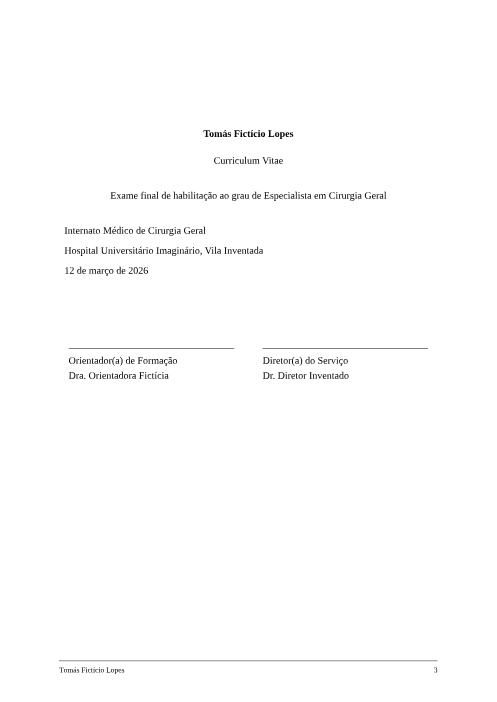 Tomás Fictício Lopes
Curriculum Vitae
Exame final de habilitação ao grau de Especialista em Cirurgia Geral
Internato Médico de Cirurgia Geral
Hospital Universitário Imaginário, Vila Inventada
12 de março de 2026
Orientador(a) de Formação
Dra. Orientadora Fictícia
Diretor(a) do Serviço
Dr. Diretor Inventado
Tomás Fictício Lopes
3